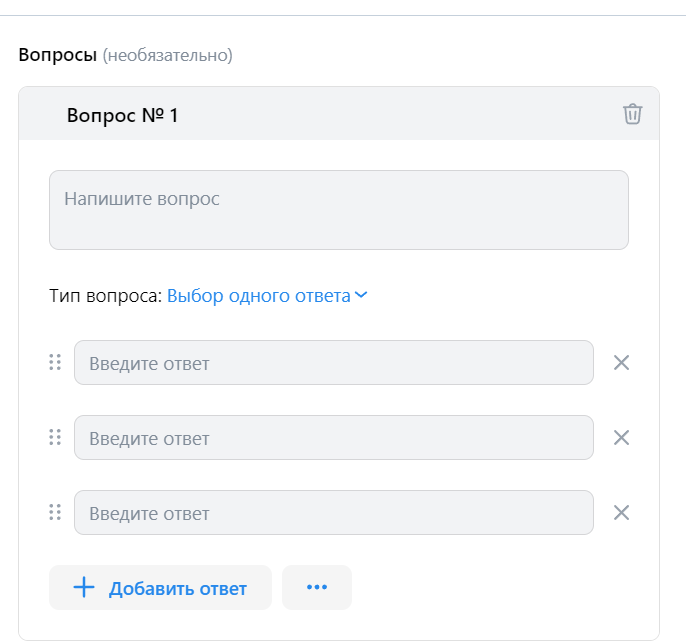 Вопросы (необязательно)
Вопрос № 1
Напишите вопрос
Тип вопроса: Выбор одного ответа
Введите ответ
Введите ответ
Введите ответ
Добавить ответ